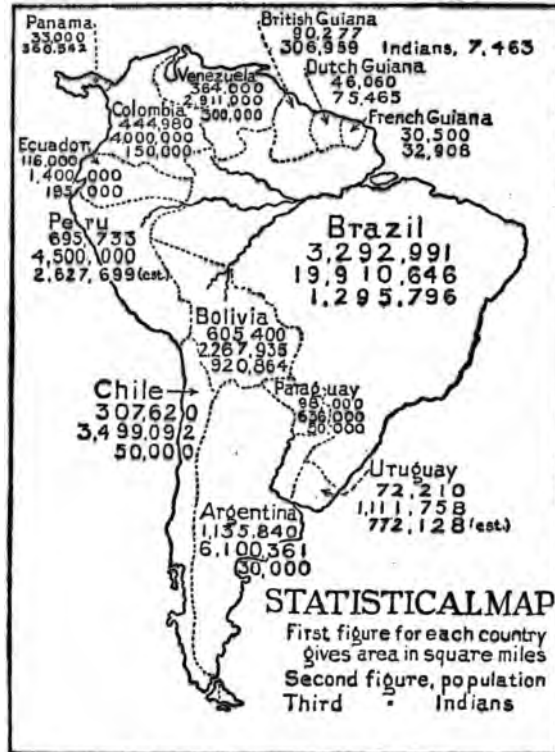 Panama
33,000
360,542
British Guiana
90,277
306,959 Indians, 7,463
Dutch Guiana
46,060
75,465
French Guiana
30,500
32,908
Venezuela
364,000
2,911,000
300,000
Colombia
444,980
4,000,000
150,000
Ecuador
116,000
1,400,000
195,000
Peru
695,733
4,500,000
2,627,699 (est.)
Brazil
3,292,991
19,910,646
1,295,796
Bolivia
605,400
2,267,935
920,864
Chile
307,620
3,499,092
50,000
Paraguay
98,000
636,000
50,000
Uruguay
72,210
1,111,758
772,128 (est.)
Argentina
1,135,840
6,100,361
30,000
STATISTICAL MAP
First figure for each country
gives area in square miles
Second figure, population
Third " Indians